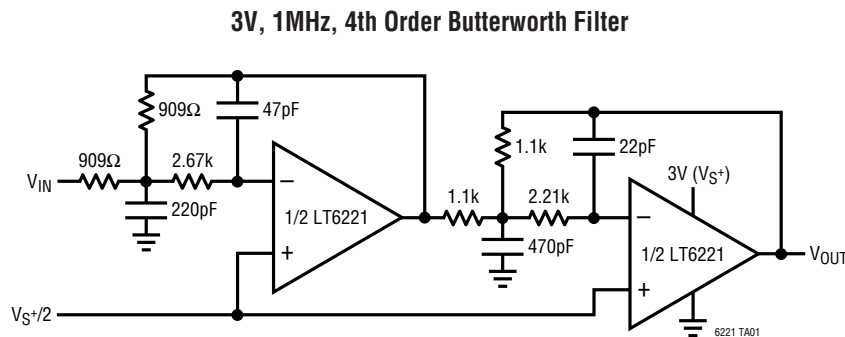 3V, 1MHz, 4th Order Butterworth Filter
909Ω
47pF
909Ω
2.67k
VIN
220pF
1/2 LT6221
–
+
1.1k
22pF
1.1k
2.21k
470pF
3V (VS+)
–
+
1/2 LT6221
VOUT
VS+/2
6221 TA01